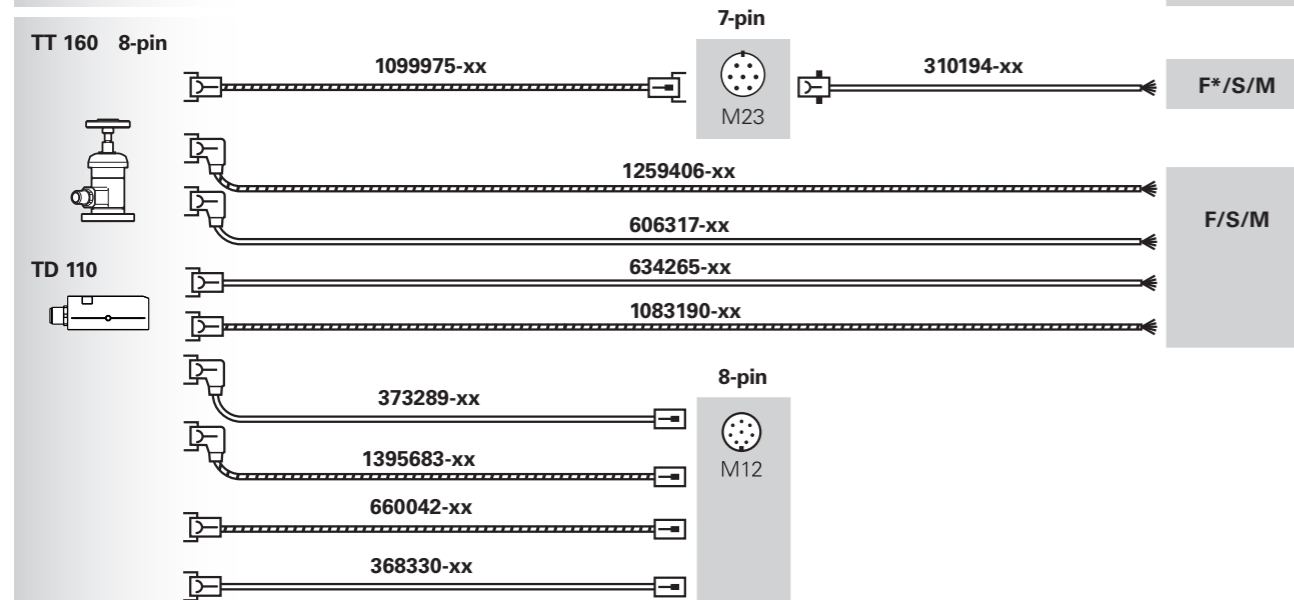 7-pin
TT 160 8-pin
1099975-xx
310194-xx
F*/S/M
M23
1259406-xx
606317-xx
F/S/M
TD 110
634265-xx
1083190-xx
8-pin
373289-xx
M12
1395683-xx
660042-xx
368330-xx